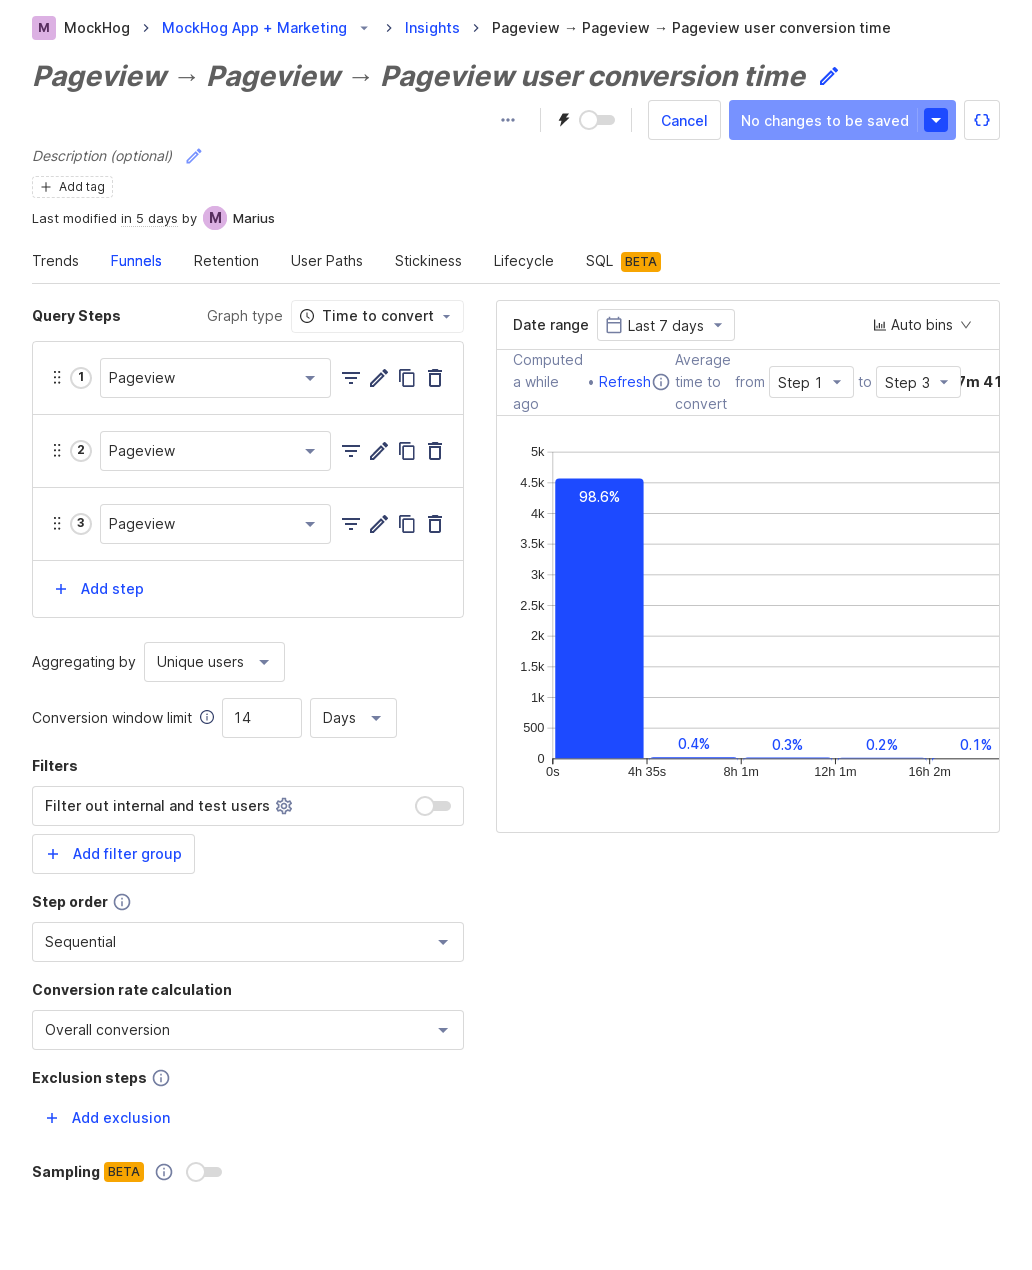 M MockHog > MockHog App + Marketing > Insights > Pageview → Pageview → Pageview user conversion time
Pageview → Pageview → Pageview user conversion time
Cancel No changes to be saved {}
Description (optional)
+ Add tag
Last modified in 5 days by M Marius
Trends Funnels Retention User Paths Stickiness Lifecycle SQL BETA
Query Steps Graph type Time to convert
1 Pageview
2 Pageview
3 Pageview
+ Add step
Aggregating by Unique users
Conversion window limit 14 Days
Filters
Filter out internal and test users
+ Add filter group
Step order
Sequential
Conversion rate calculation
Overall conversion
Exclusion steps
+ Add exclusion
Sampling BETA
Date range Last 7 days Auto bins
Computed
a while
ago
• Refresh
Average
time to
convert
from Step 1 to Step 3 7m 41
5k
4.5k
4k
3.5k
3k
2.5k
2k
1.5k
1k
500
0
98.6% 0.4% 0.3% 0.2% 0.1%
0s 4h 35s 8h 1m 12h 1m 16h 2m